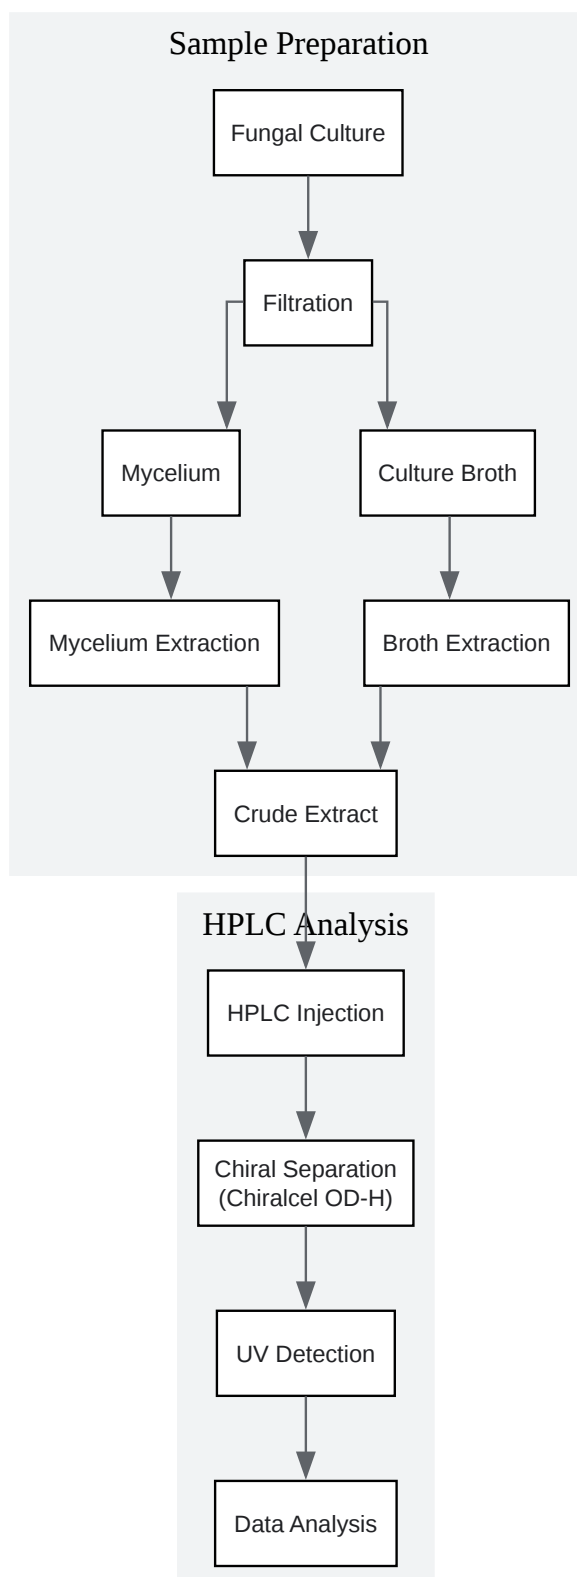 Sample Preparation
Fungal Culture
Filtration
Mycelium
Culture Broth
Mycelium Extraction
Broth Extraction
Crude Extract
HPLC Analysis
HPLC Injection
Chiral Separation
(Chiralcel OD-H)
UV Detection
Data Analysis